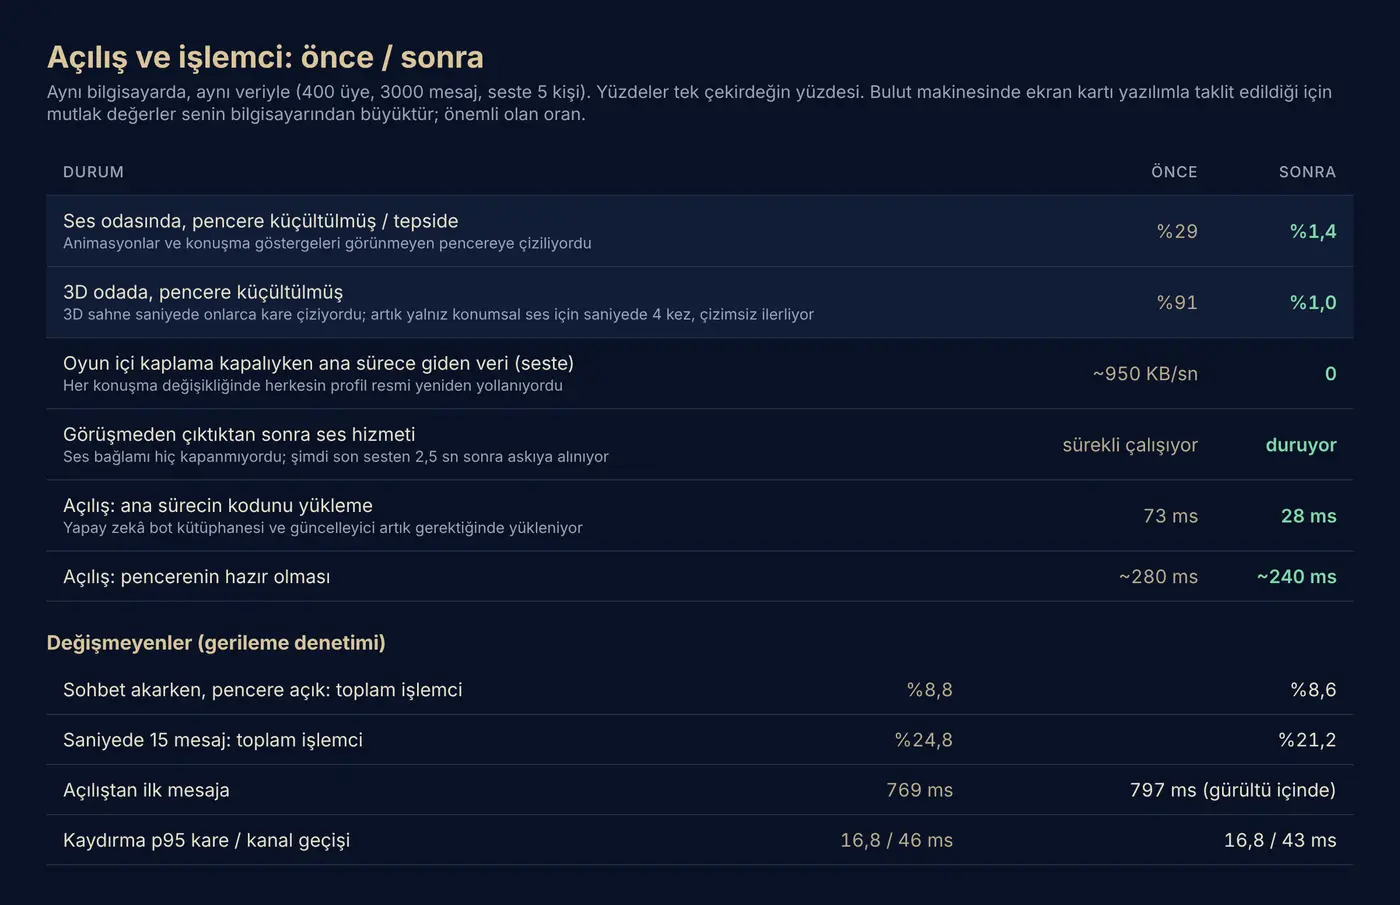 Açılış ve işlemci: önce / sonra
Aynı bilgisayarda, aynı veriyle (400 üye, 3000 mesaj, seste 5 kişi). Yüzdeler tek çekirdeğin yüzdesi. Bulut makinesinde ekran kartı yazılımla taklit edildiği için
mutlak değerler senin bilgisayarından büyüktür; önemli olan oran.
DURUM ÖNCE SONRA
Ses odasında, pencere küçültülmüş / tepside %29 %1,4
Animasyonlar ve konuşma göstergeleri görünmeyen pencereye çiziliyordu
3D odada, pencere küçültülmüş %91 %1,0
3D sahne saniyede onlarca kare çiziyordu; artık yalnız konumsal ses için saniyede 4 kez, çizimsiz ilerliyor
Oyun içi kaplama kapalıyken ana sürece giden veri (seste) ~950 KB/sn 0
Her konuşma değişikliğinde herkesin profil resmi yeniden yollanıyordu
Görüşmeden çıktıktan sonra ses hizmeti sürekli çalışıyor duruyor
Ses bağlamı hiç kapanmıyordu; şimdi son sesten 2,5 sn sonra askıya alınıyor
Açılış: ana sürecin kodunu yükleme 73 ms 28 ms
Yapay zekâ bot kütüphanesi ve güncelleyici artık gerektiğinde yükleniyor
Açılış: pencerenin hazır olması ~280 ms ~240 ms
Değişmeyenler (gerileme denetimi)
Sohbet akarken, pencere açık: toplam işlemci %8,8 %8,6
Saniyede 15 mesaj: toplam işlemci %24,8 %21,2
Açılıştan ilk mesaja 769 ms 797 ms (gürültü içinde)
Kaydırma p95 kare / kanal geçişi 16,8 / 46 ms 16,8 / 43 ms